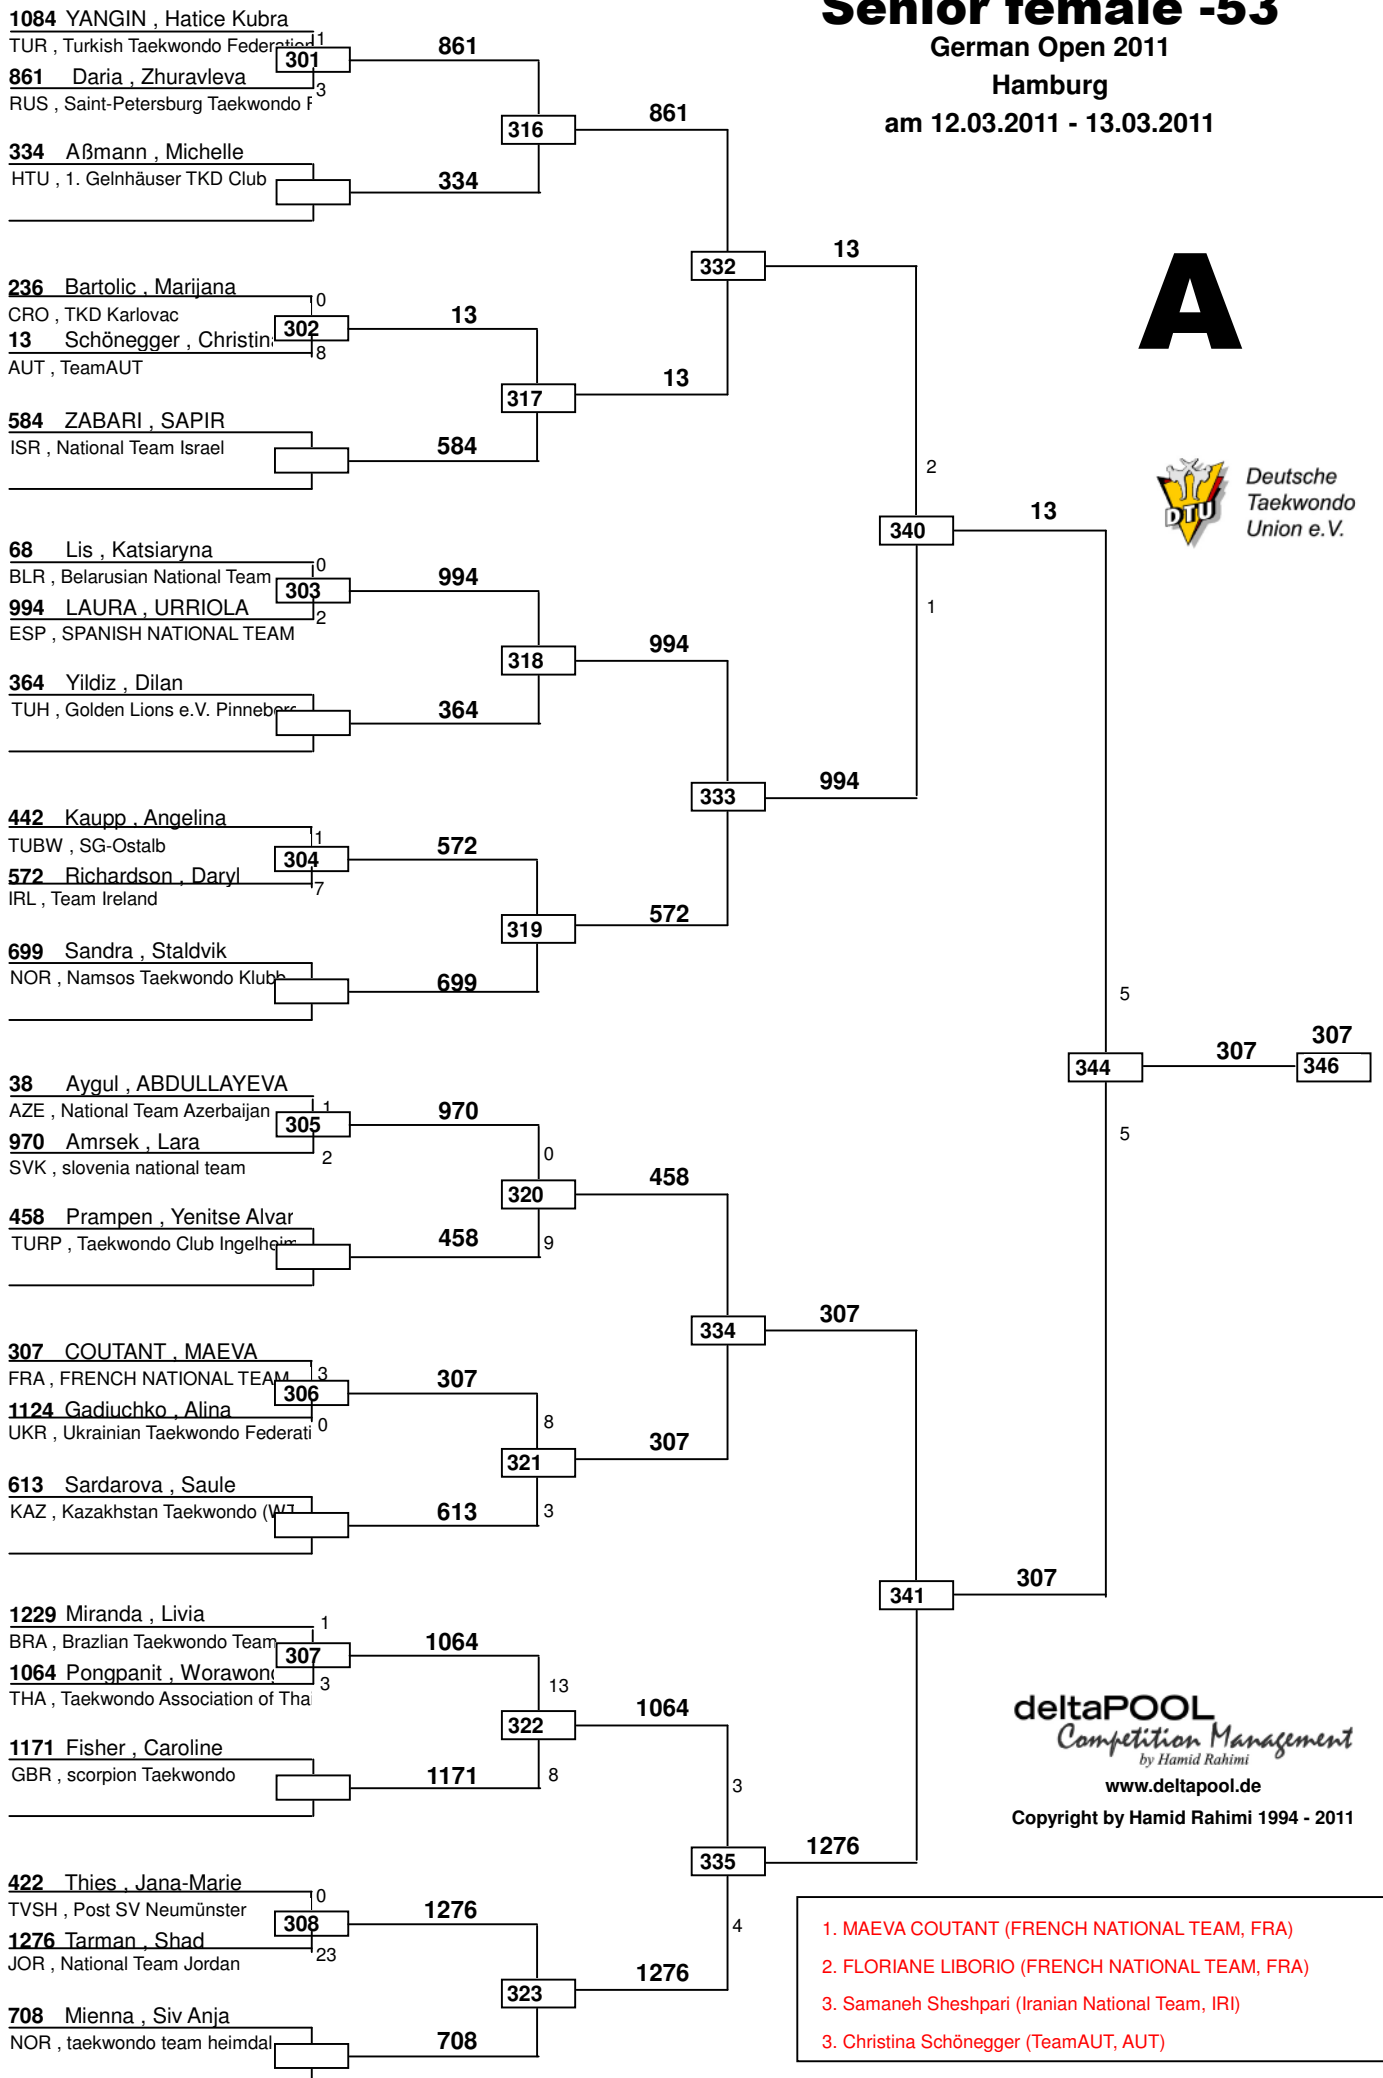 Senior female -53
German Open 2011
Hamburg
am 12.03.2011 - 13.03.2011
A
Deutsche
Taekwondo
Union e.V.
DTU
1084 YANGIN , Hatice Kubra
TUR , Turkish Taekwondo Federation
1
301
861
861 Daria , Zhuravleva
3
RUS , Saint-Petersburg Taekwondo F
316
861
334 Aßmann , Michelle
HTU , 1. Gelnhäuser TKD Club
334
332
13
236 Bartolic , Marijana
0
CRO , TKD Karlovac
302
13
13 Schönegger , Christina
8
AUT , TeamAUT
317
13
584 ZABARI , SAPIR
ISR , National Team Israel
584
2
340
13
1
68 Lis , Katsiaryna
0
BLR , Belarusian National Team
303
994
994 LAURA , URRIOLA
2
ESP , SPANISH NATIONAL TEAM
318
994
364 Yildiz , Dilan
TUH , Golden Lions e.V. Pinneberg
364
333
994
442 Kaupp , Angelina
1
TUBW , SG-Ostalb
304
572
572 Richardson , Daryl
7
IRL , Team Ireland
319
572
699 Sandra , Staldvik
NOR , Namsos Taekwondo Klubb
699
5
344
307
307
346
5
38 Aygul , ABDULLAYEVA
1
AZE , National Team Azerbaijan
305
970
970 Amrsek , Lara
2
SVK , slovenia national team
0
320
458
9
458 Prampen , Yenitse Alvar
TURP , Taekwondo Club Ingelheim
458
334
307
307 COUTANT , MAEVA
3
FRA , FRENCH NATIONAL TEAM
306
307
1124 Gadiuchko , Alina
0
UKR , Ukrainian Taekwondo Federati
8
321
307
3
613 Sardarova , Saule
KAZ , Kazakhstan Taekwondo (WT
613
341
307
1229 Miranda , Livia
1
BRA , Brazlian Taekwondo Team
307
1064
1064 Pongpanit , Worawong
3
THA , Taekwondo Association of Thai
13
322
1064
8
1171 Fisher , Caroline
GBR , scorpion Taekwondo
1171
3
335
1276
4
422 Thies , Jana-Marie
0
TVSH , Post SV Neumünster
308
1276
1276 Tarman , Shad
23
JOR , National Team Jordan
323
1276
708 Mienna , Siv Anja
NOR , taekwondo team heimdal
708
deltaPOOL
Competition Management
by Hamid Rahimi
www.deltapool.de
Copyright by Hamid Rahimi 1994 - 2011
1. MAEVA COUTANT (FRENCH NATIONAL TEAM, FRA)
2. FLORIANE LIBORIO (FRENCH NATIONAL TEAM, FRA)
3. Samaneh Sheshpari (Iranian National Team, IRI)
3. Christina Schönegger (TeamAUT, AUT)